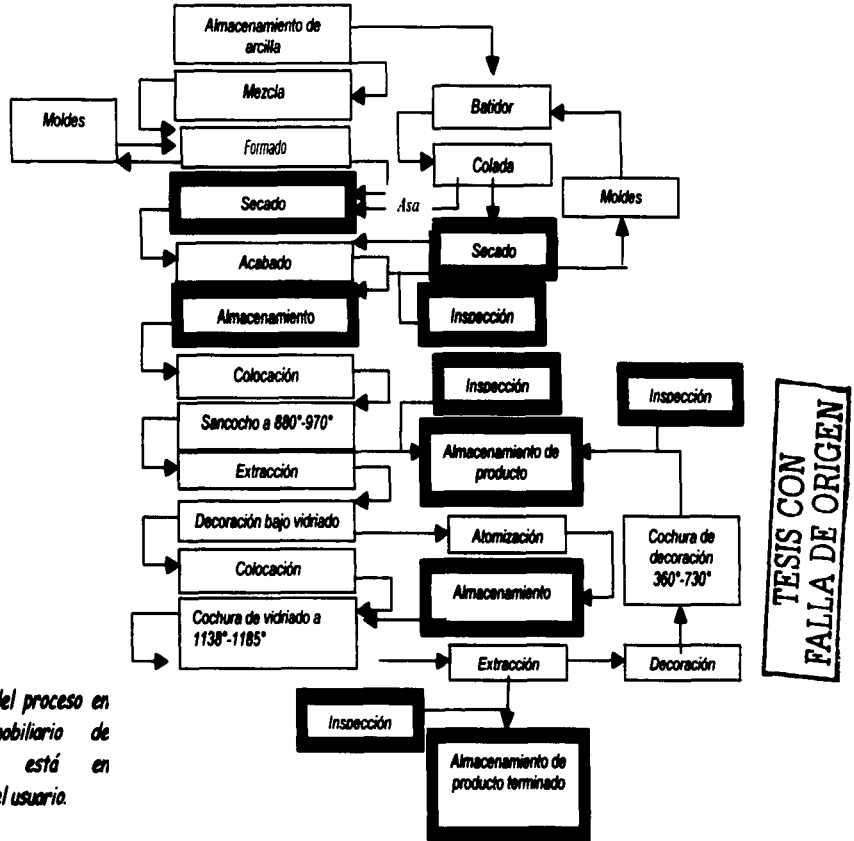 Almacenamiento de
arcilla
Mezcla
Moldes
Formado
Batidor
Colada
Asa
Moldes
Secado
Secado
Acabado
Almacenamiento
Inspección
Colocación
Inspección
Inspección
Sancocho a 880°-970°
Almacenamiento de
producto
Extracción
Decoración bajo vidriado
Atomización
Cochura de
decoración
360°-730°
Colocación
Almacenamiento
Cochura de vidriado a
1138°-1185°
Extracción
Decoración
Inspección
Almacenamiento de
producto terminado
del proceso en
mobiliario de
está en
el usuario.
TESIS CON
FALLA DE ORIGEN